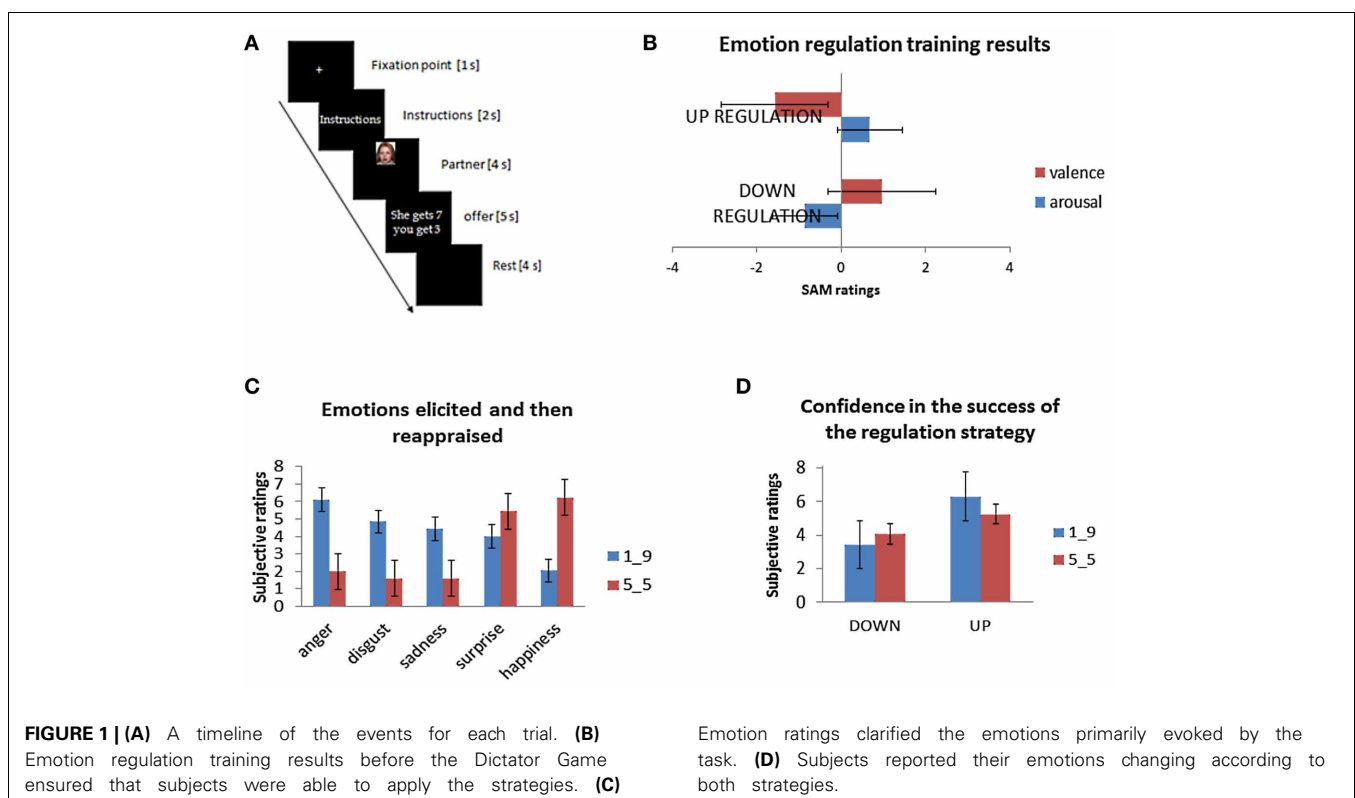 A
+
Fixation point [1 s]
Instructions
Instructions [2 s]
Partner [4 s]
She gets 7
you get 3
offer [5 s]
Rest [4 s]
B
Emotion regulation training results
UP REGULATION
DOWN
REGULATION
valence
arousal
-4 -2 0 2 4
SAM ratings
C
Emotions elicited and then
reappraised
Subjective ratings
8
7
6
5
4
3
2
1
0
anger disgust sadness surprise happiness
1_9
5_5
D
Confidence in the success of
the regulation strategy
Subjective ratings
8
6
4
2
0
DOWN UP
1_9
5_5
FIGURE 1 | (A) A timeline of the events for each trial. (B)
Emotion regulation training results before the Dictator Game
ensured that subjects were able to apply the strategies. (C)
Emotion ratings clarified the emotions primarily evoked by the
task. (D) Subjects reported their emotions changing according to
both strategies.